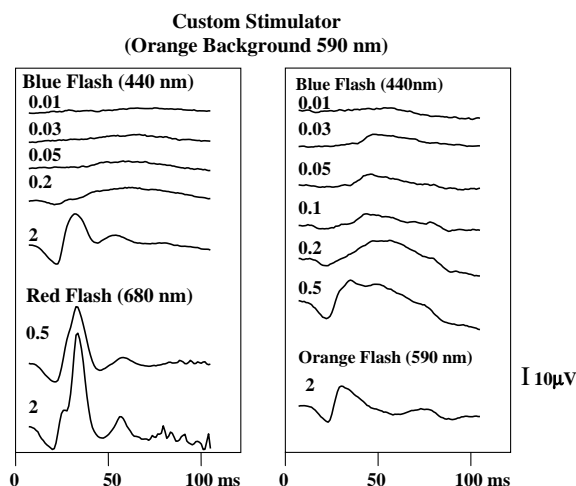 Custom Stimulator
(Orange Background 590 nm)
Blue Flash (440 nm)
0.01
0.03
0.05
0.2
2
Red Flash (680 nm)
0.5
2
0 50 100 ms
Blue Flash (440nm)
0.01
0.03
0.05
0.1
0.2
0.5
Orange Flash (590 nm)
2
0 50 100 ms
10μV